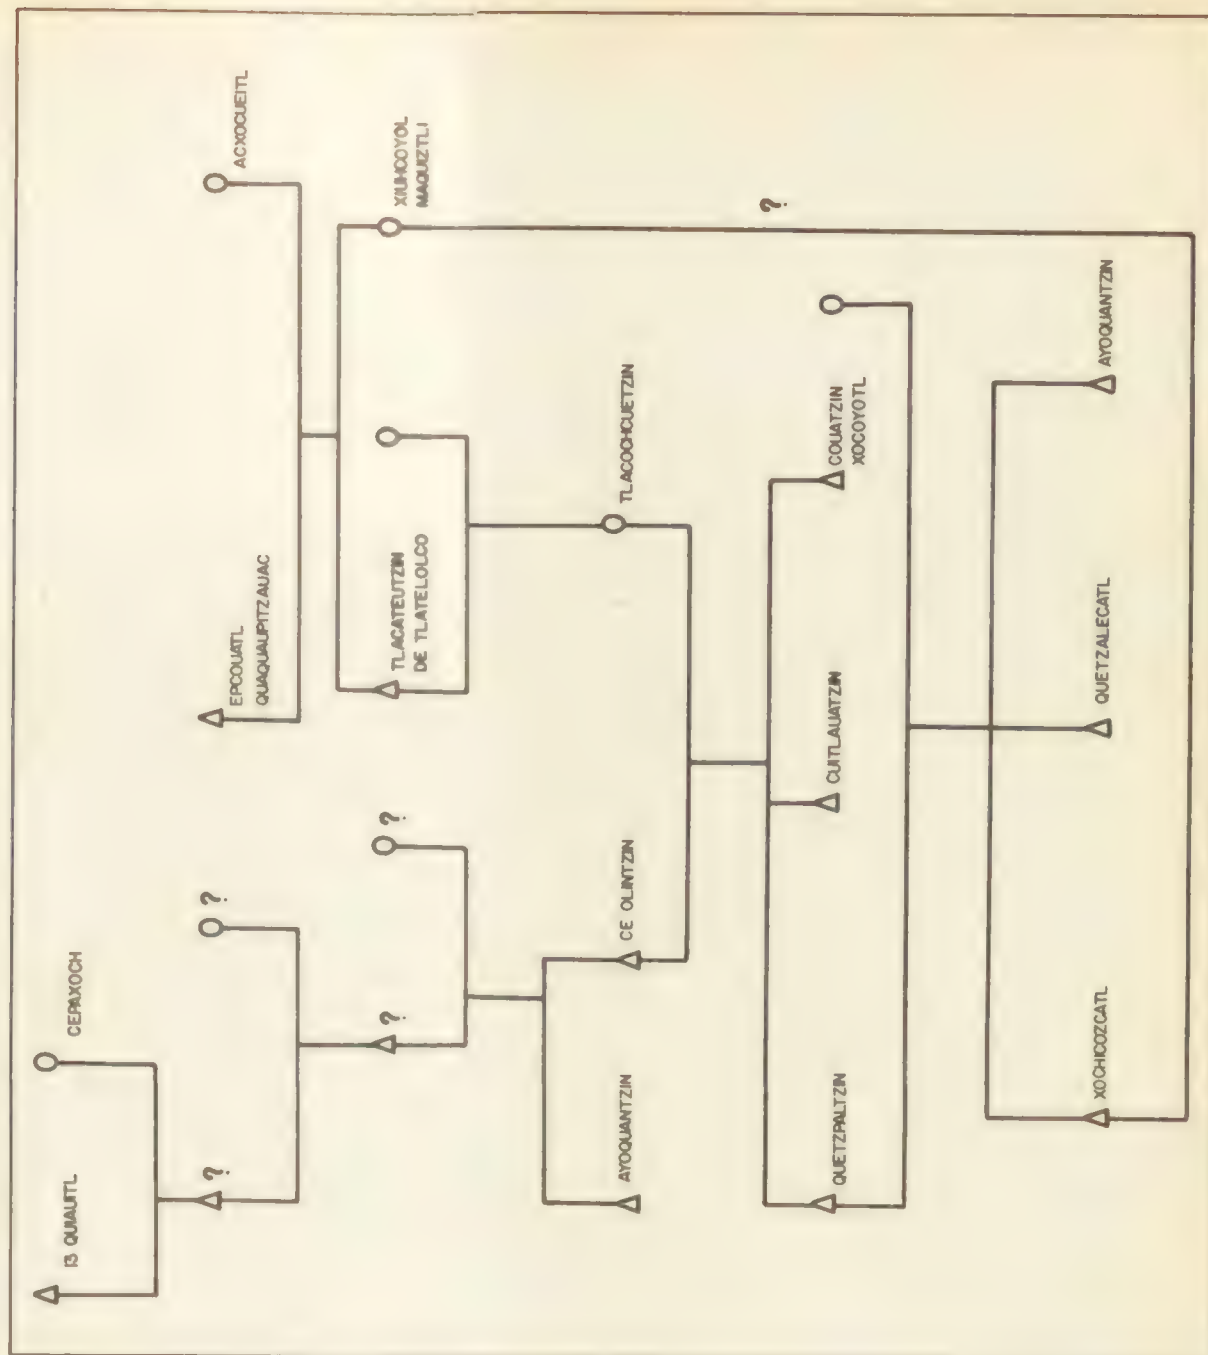 13 QUIAUITL
CEPAXOCH
?
?
EPCOUATL
QUAQUAUPITZAUAC
ACXOCUEITL
?
?
TLACATEUTZIN
DE TLATELOLCO
XIUHCOYOL
MAQUIZTLI
AYOQUANTZIN
CE OLINTZIN
TLACOCHCUETZIN
?
QUETZPALTZIN
CUITLAUATZIN
COUATZIN
XOCOYOTL
XOCHICOZCATL
QUETZALECATL
AYOQUANTZIN